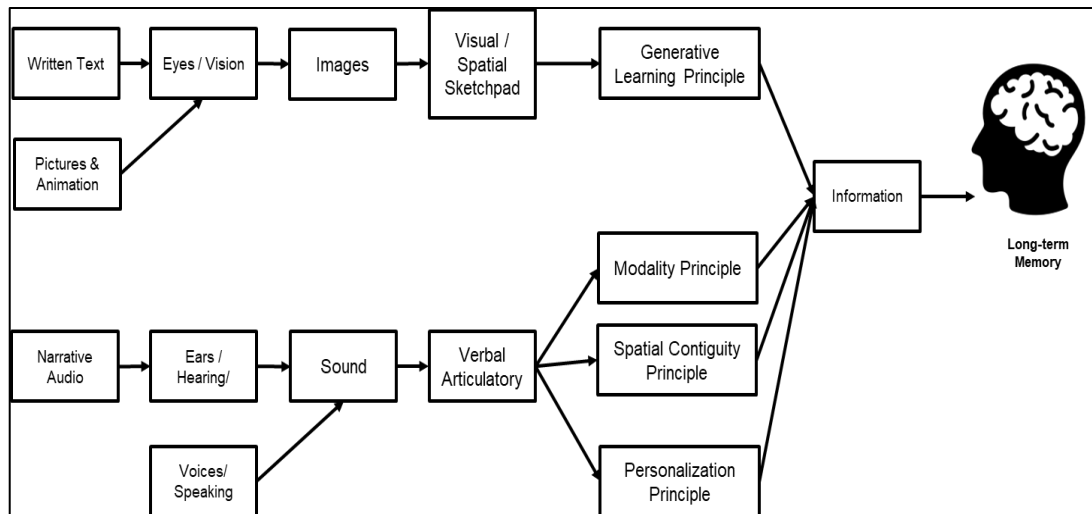 Written Text
Eyes / Vision
Images
Visual /
Spatial
Sketchpad
Generative
Learning Principle
Pictures &
Animation
Information
Long-term
Memory
Modality Principle
Narrative
Audio
Ears /
Hearing/
Sound
Verbal
Articulatory
Spatial Contiguity
Principle
Voices/
Speaking
Personalization
Principle